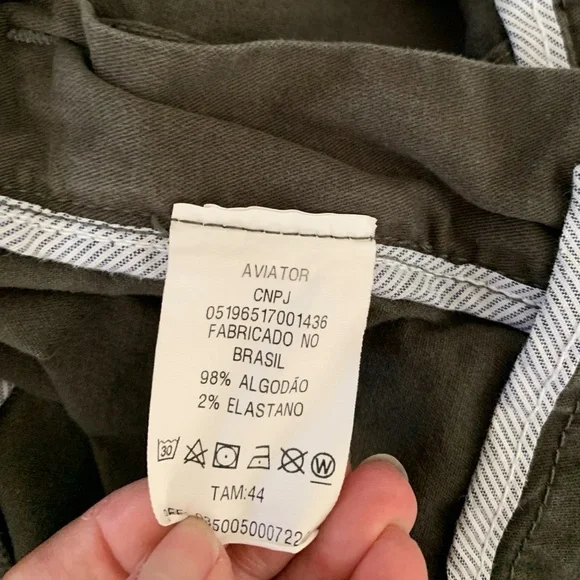 AVIATOR
CNPJ
05196517001436
FABRICADO NO
BRASIL
98% ALGODÃO
2% ELASTANO
30 W
TAM:44